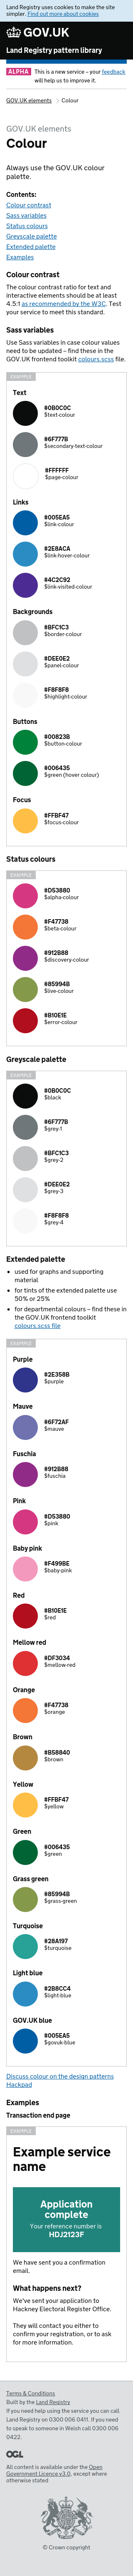 Land Registry uses cookies to make the site
simpler. Find out more about cookies
GOV.UK
Land Registry pattern library
ALPHA This is a new service – your feedback
will help us to improve it.
GOV.UK elements > Colour
GOV.UK elements
Colour
Always use the GOV.UK colour
palette.
Contents:
Colour contrast
Sass variables
Status colours
Greyscale palette
Extended palette
Examples
Colour contrast
The colour contrast ratio for text and
interactive elements should be at least
4.5:1 as recommended by the W3C. Test
your service to meet this standard.
Sass variables
Use Sass variables in case colour values
need to be updated – find these in the
GOV.UK frontend toolkit colours.scss file.
EXAMPLE
Text
#0B0C0C
$text-colour
#6F777B
$secondary-text-colour
#FFFFFF
$page-colour
Links
#005EA5
$link-colour
#2E8ACA
$link-hover-colour
#4C2C92
$link-visited-colour
Backgrounds
#BFC1C3
$border-colour
#DEE0E2
$panel-colour
#F8F8F8
$highlight-colour
Buttons
#00823B
$button-colour
#006435
$green (hover colour)
Focus
#FFBF47
$focus-colour
Status colours
EXAMPLE
#D53880
$alpha-colour
#F47738
$beta-colour
#912B88
$discovery-colour
#85994B
$live-colour
#B10E1E
$error-colour
Greyscale palette
EXAMPLE
#0B0C0C
$black
#6F777B
$grey-1
#BFC1C3
$grey-2
#DEE0E2
$grey-3
#F8F8F8
$grey-4
Extended palette
• used for graphs and supporting
material
• for tints of the extended palette use
50% or 25%
• for departmental colours – find these in
the GOV.UK frontend toolkit
colours.scss file
EXAMPLE
Purple
#2E358B
$purple
Mauve
#6F72AF
$mauve
Fuschia
#912B88
$fuschia
Pink
#D53880
$pink
Baby pink
#F499BE
$baby-pink
Red
#B10E1E
$red
Mellow red
#DF3034
$mellow-red
Orange
#F47738
$orange
Brown
#B58840
$brown
Yellow
#FFBF47
$yellow
Green
#006435
$green
Grass green
#85994B
$grass-green
Turquoise
#28A197
$turquoise
Light blue
#2B8CC4
$light-blue
GOV.UK blue
#005EA5
$govuk-blue
Discuss colour on the design patterns
Hackpad
Examples
Transaction end page
EXAMPLE
Example service
name
Application
complete
Your reference number is
HDJ2123F
We have sent you a confirmation
email.
What happens next?
We've sent your application to
Hackney Electoral Register Office.
They will contact you either to
confirm your registration, or to ask
for more information.
Terms & Conditions
Built by the Land Registry
If you need help using the service you can call
Land Registry on 0300 006 0411. If you need
to speak to someone in Welsh call 0300 006
0422.
OGL
All content is available under the Open
Government Licence v3.0, except where
otherwise stated
© Crown copyright